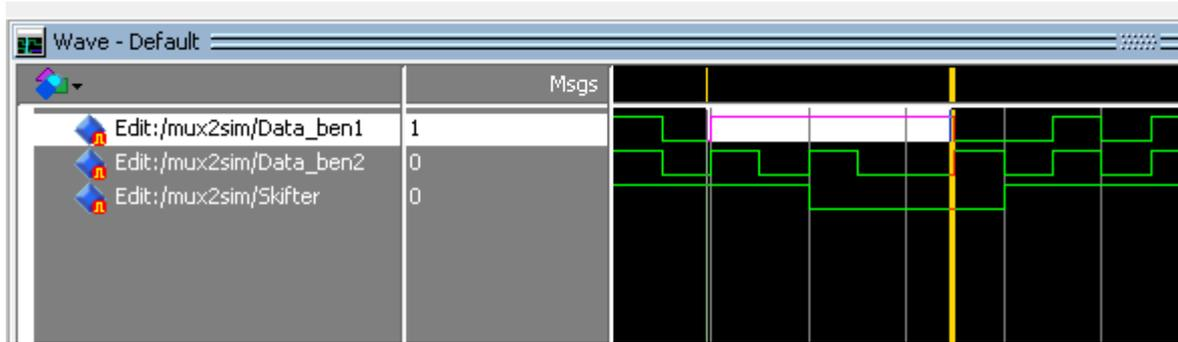 Wave - Default
Msgs
Edit:/mux2sim/Data_ben1 1
Edit:/mux2sim/Data_ben2 0
Edit:/mux2sim/Skifter 0